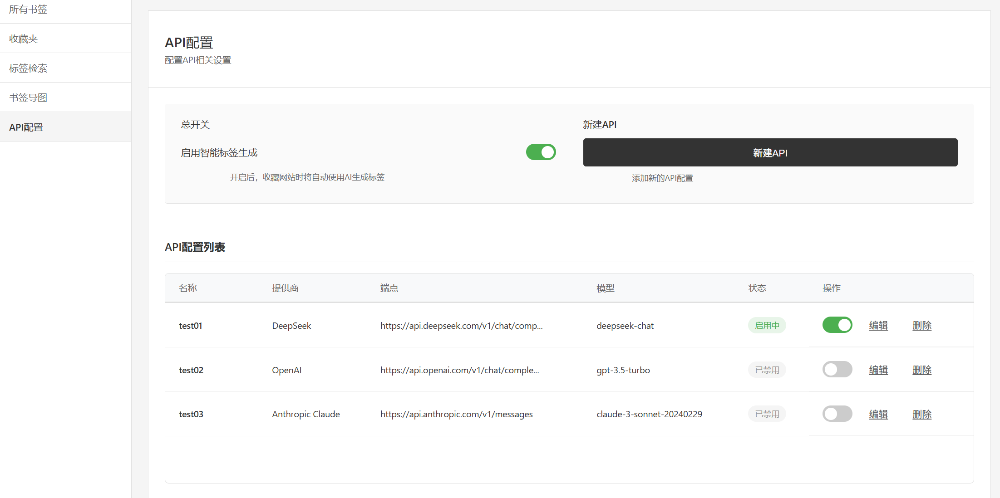 所有书签
收藏夹
标签检索
书签导图
API配置
API配置
配置API相关设置
总开关
启用智能标签生成
开启后，收藏网站时将自动使用AI生成标签
新建API
新建API
添加新的API配置
API配置列表
名称 提供商 端点 模型 状态 操作
test01 DeepSeek https://api.deepseek.com/v1/chat/comp... deepseek-chat 启用中 编辑 删除
test02 OpenAI https://api.openai.com/v1/chat/comple... gpt-3.5-turbo 已禁用 编辑 删除
test03 Anthropic Claude https://api.anthropic.com/v1/messages claude-3-sonnet-20240229 已禁用 编辑 删除